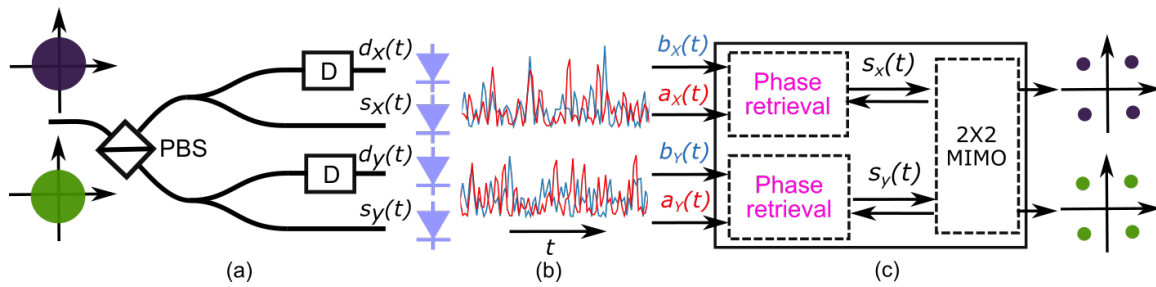 PBS
D
d_x(t)
s_x(t)
D
d_y(t)
s_y(t)
(a)
t
(b)
b_X(t)
a_X(t)
b_Y(t)
a_Y(t)
Phase
retrieval
Phase
retrieval
s_x(t)
s_y(t)
2X2
MIMO
(c)